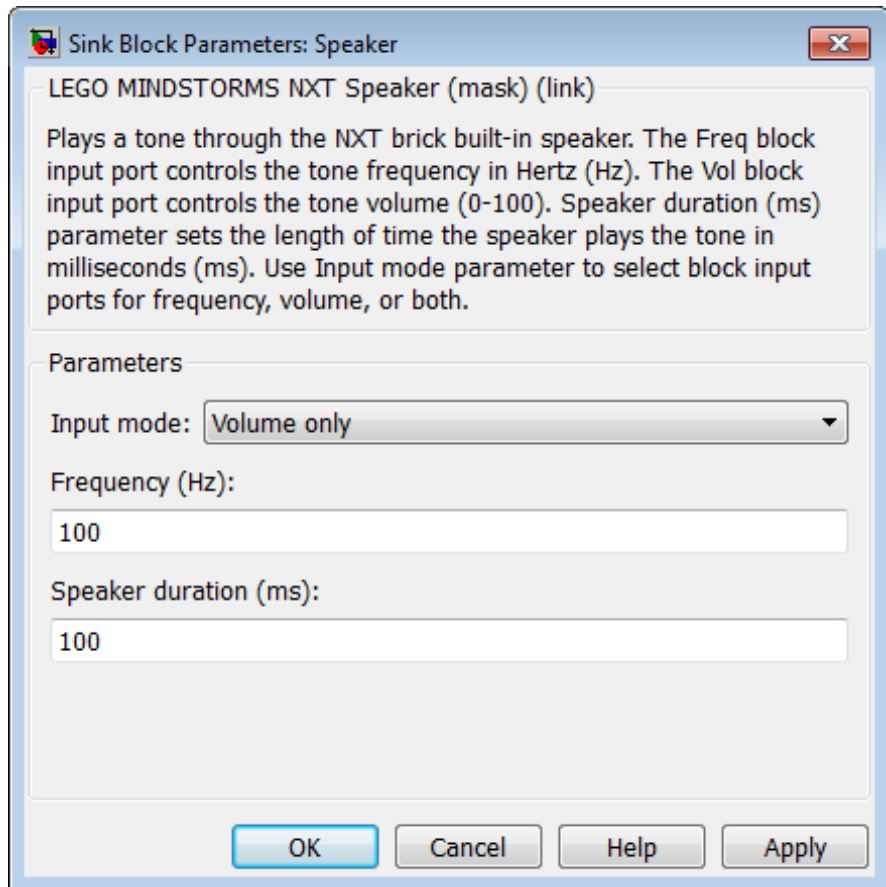 Sink Block Parameters: Speaker
LEGO MINDSTORMS NXT Speaker (mask) (link)
Plays a tone through the NXT brick built-in speaker. The Freq block
input port controls the tone frequency in Hertz (Hz). The Vol block
input port controls the tone volume (0-100). Speaker duration (ms)
parameter sets the length of time the speaker plays the tone in
milliseconds (ms). Use Input mode parameter to select block input
ports for frequency, volume, or both.
Parameters
Input mode: Volume only
Frequency (Hz):
100
Speaker duration (ms):
100
OK Cancel Help Apply